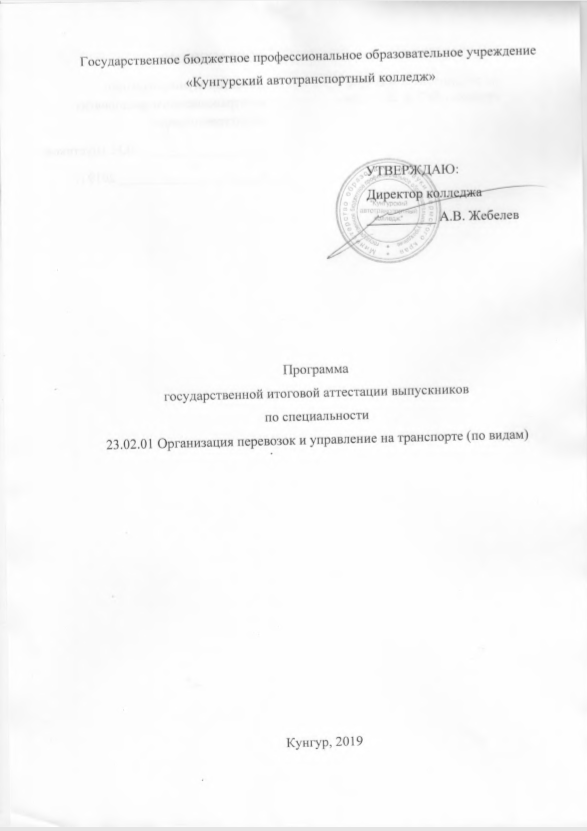 Государственное бюджетное профессиональное образовательное учреждение
«Кунгурский автотранспортный колледж»
УТВЕРЖДАЮ:
Директор колледжа
А.В. Жебелев
Программа
государственной итоговой аттестации выпускников
по специальности
23.02.01 Организация перевозок и управление на транспорте (по видам)
Кунгур, 2019